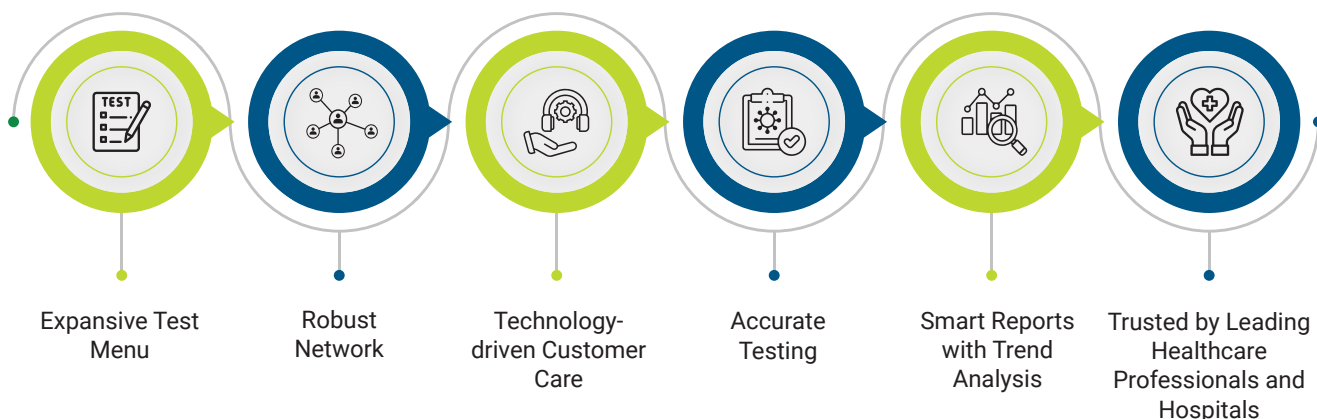 TEST
Expansive Test
Menu
Robust
Network
Technology-
driven Customer
Care
Accurate
Testing
Smart Reports
with Trend
Analysis
Trusted by Leading
Healthcare
Professionals and
Hospitals